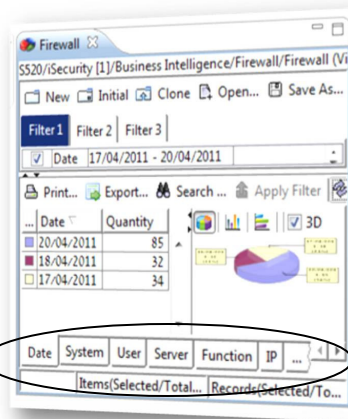 Firewall
S520/iSecurity [1]/Business Intelligence/Firewall/Firewall (Vi
New Initial Clone Open... Save As...
Filter 1 Filter 2 Filter 3
Date 17/04/2011 - 20/04/2011
Print... Export... Search ... Apply Filter
... Date Quantity 3D
20/04/2011 85
18/04/2011 32
17/04/2011 34
Date System User Server Function IP ...
Items(Selected/Total... Records(Selected/To...